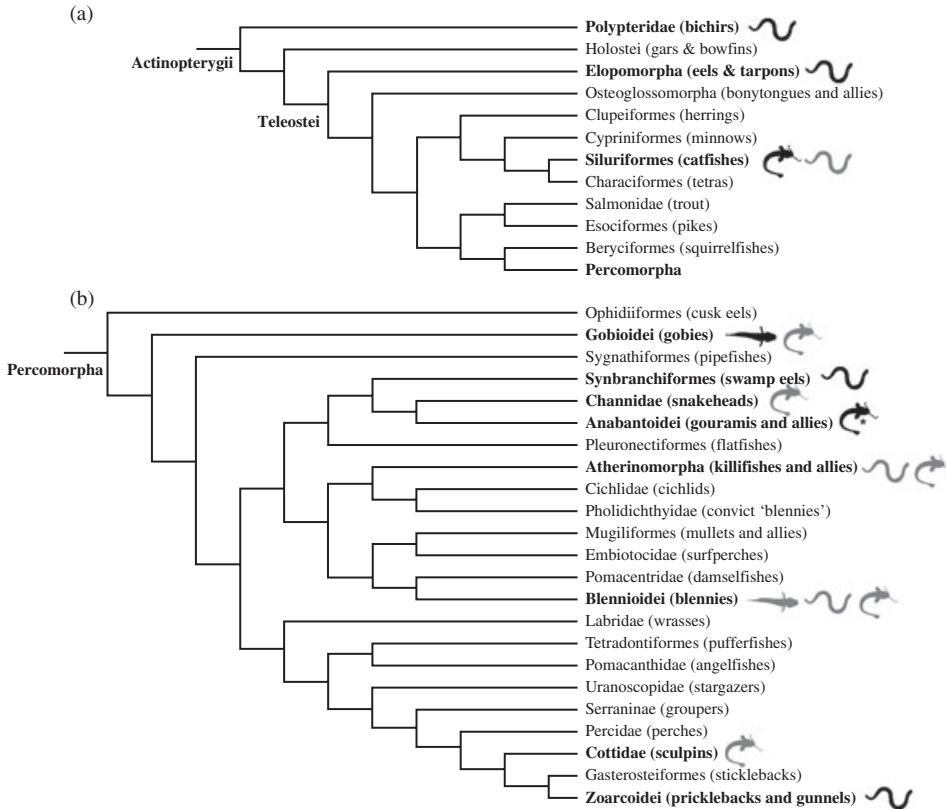 (a)
Polypteridae (bichirs)
Holostei (gars & bowfins)
Actinopterygii
Elopomorpha (eels & tarpons)
Osteoglossomorpha (bonytongues and allies)
Clupeiformes (herrings)
Teleostei
Cypriniformes (minnows)
Siluriformes (catfishes)
Characiformes (tetras)
Salmonidae (trout)
Esociformes (pikes)
Beryciformes (squirrelfishes)
Percomorpha
(b)
Ophidiiformes (cusk eels)
Gobioidei (gobies)
Sygnathiformes (pipefishes)
Percomorpha
Synbranchiformes (swamp eels)
Channidae (snakeheads)
Anabantoidei (gouramis and allies)
*
Pleuronectiformes (flatfishes)
Atherinomorpha (killifishes and allies)
Cichlidae (cichlids)
Pholidichthyidae (convict ‘blennies’)
Mugiliformes (mullets and allies)
Embiotocidae (surfperches)
Pomacentridae (damselfishes)
Blennioidei (blennies)
Labridae (wrasses)
Tetradontiformes (pufferfishes)
Pomacanthidae (angelfishes)
Uranoscopidae (stargazers)
Serraninae (groupers)
Percidae (perches)
Cottidae (sculpins)
Gasterosteiformes (sticklebacks)
Zoarcoidei (pricklebacks and gunnels)